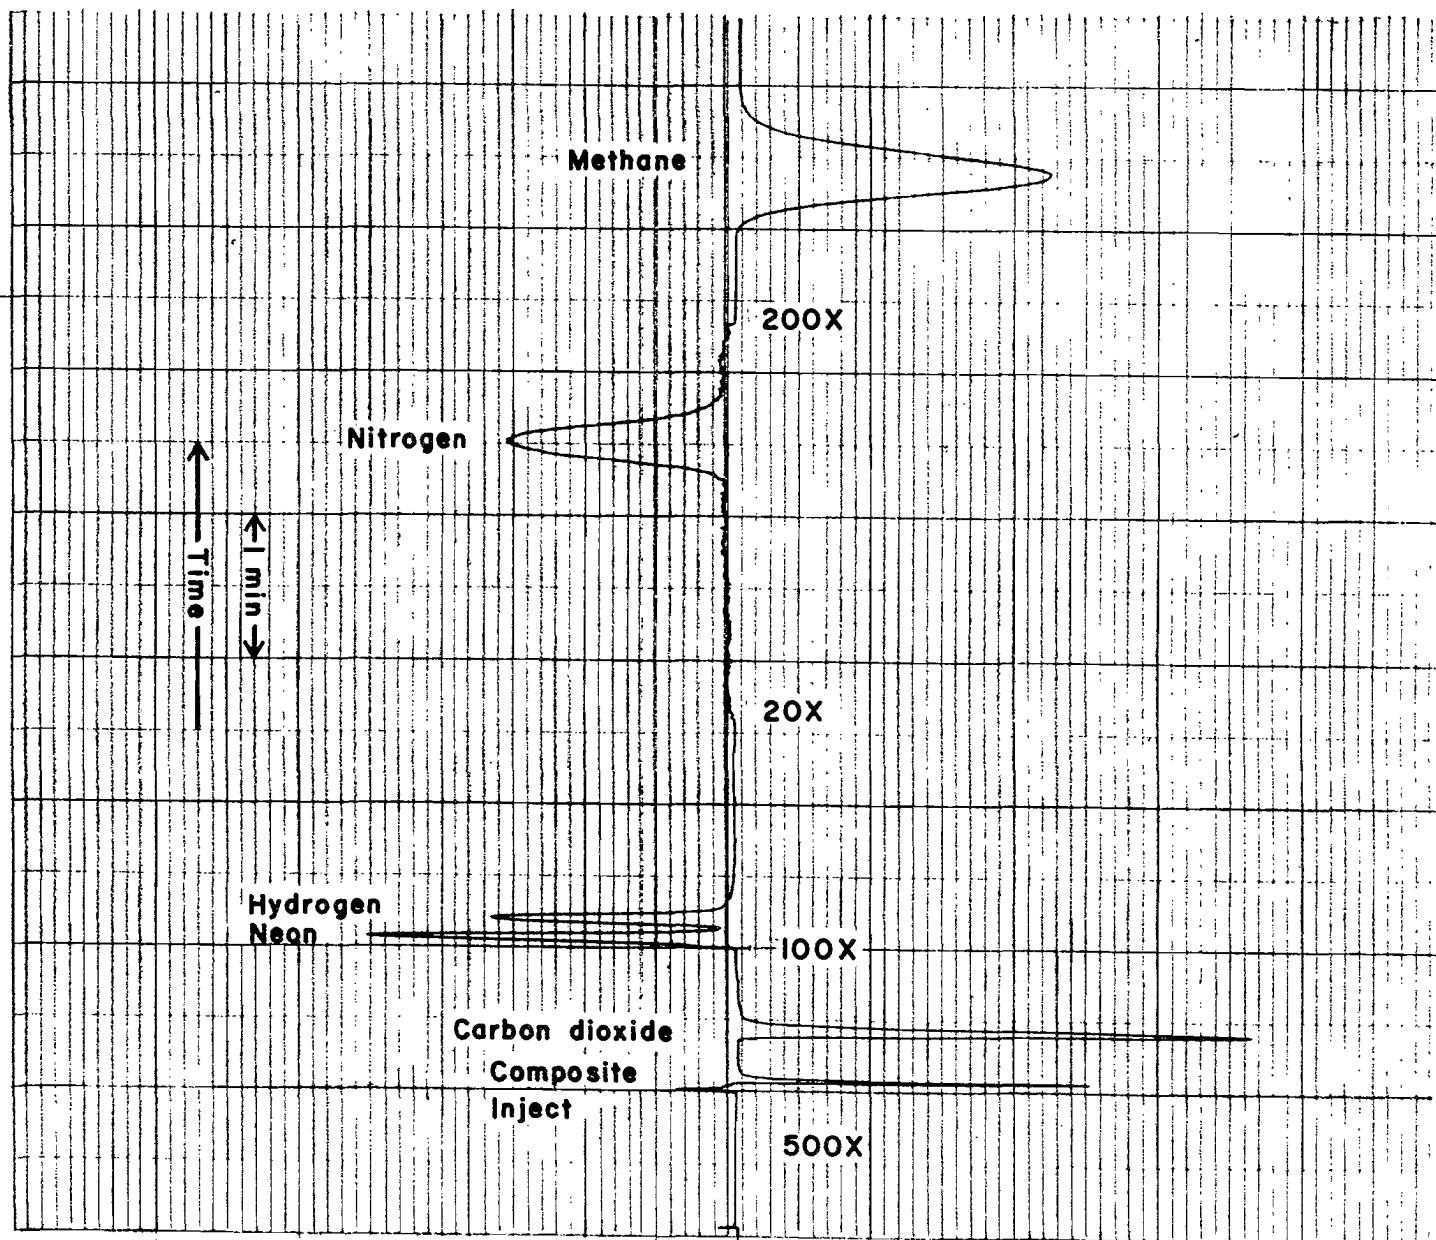 Methane
200X
Nitrogen
Time
1 min
20X
Hydrogen
Neon
100X
Carbon dioxide
Composite
Inject
500X